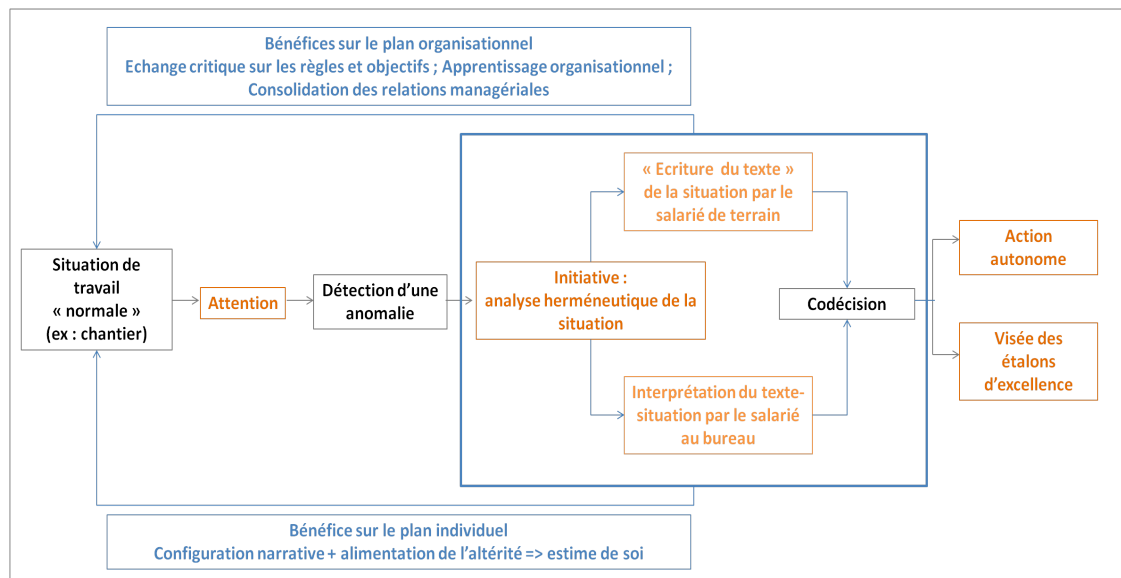 Bénéfices sur le plan organisationnel
Echange critique sur les règles et objectifs ; Apprentissage organisationnel ;
Consolidation des relations managériales
Situation de
travail
« normale »
(ex : chantier)
Attention
Détection d'une
anomalie
Initiative :
analyse herméneutique de la
situation
« Ecriture du texte »
de la situation par le
salarié de terrain
Interprétation du texte-
situation par le salarié
au bureau
Codécision
Action
autonome
Visée des
étalons
d'excellence
Bénéfice sur le plan individuel
Configuration narrative + alimentation de l'altérité => estime de soi